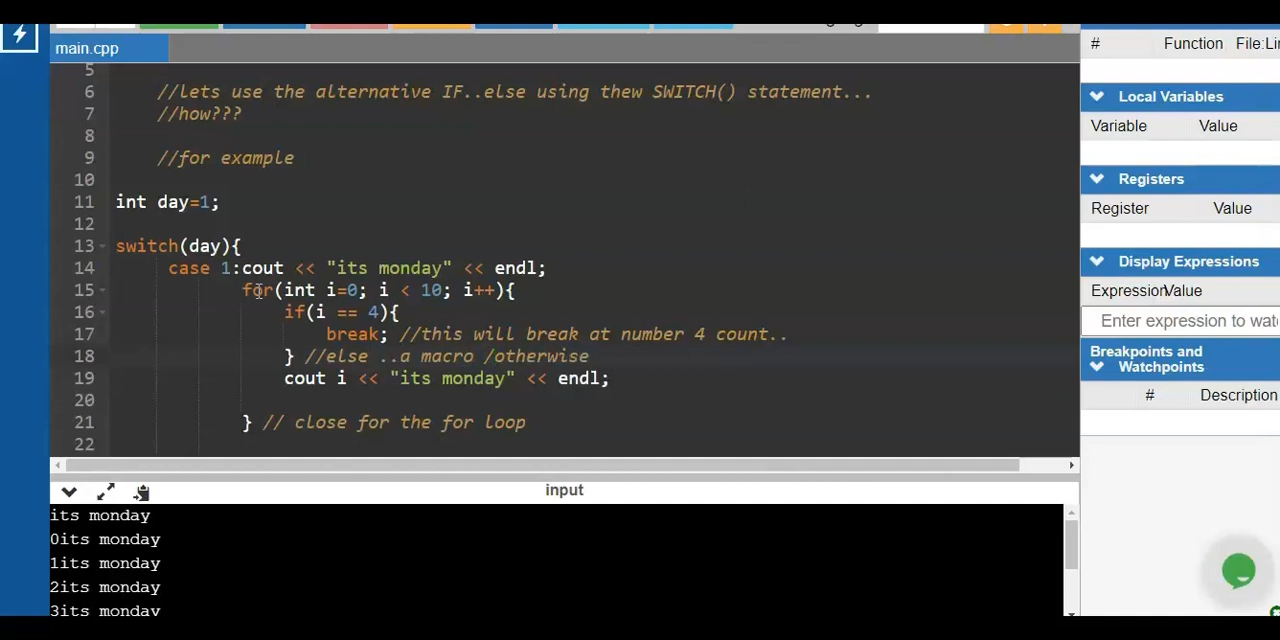 main.cpp
5
6 //lets use the alternative IF..else using thew SWITCH() statement...
7 //how???
8
9 //for example
10
11 int day=1;
12
13 switch(day){
14 case 1:cout << "its monday" << endl;
15 for(int i=0; i < 10; i++){
16 if(i == 4){
17 break; //this will break at number 4 count..
18 } //else ..a macro /otherwise
19 cout i << "its monday" << endl;
20
21 } // close for the for loop
22
input
its monday
0its monday
1its monday
2its monday
3its monday
# Function File:Li
Local Variables
Variable Value
Registers
Register Value
Display Expressions
Expression Value
Enter expression to wat
Breakpoints and
Watchpoints
# Description